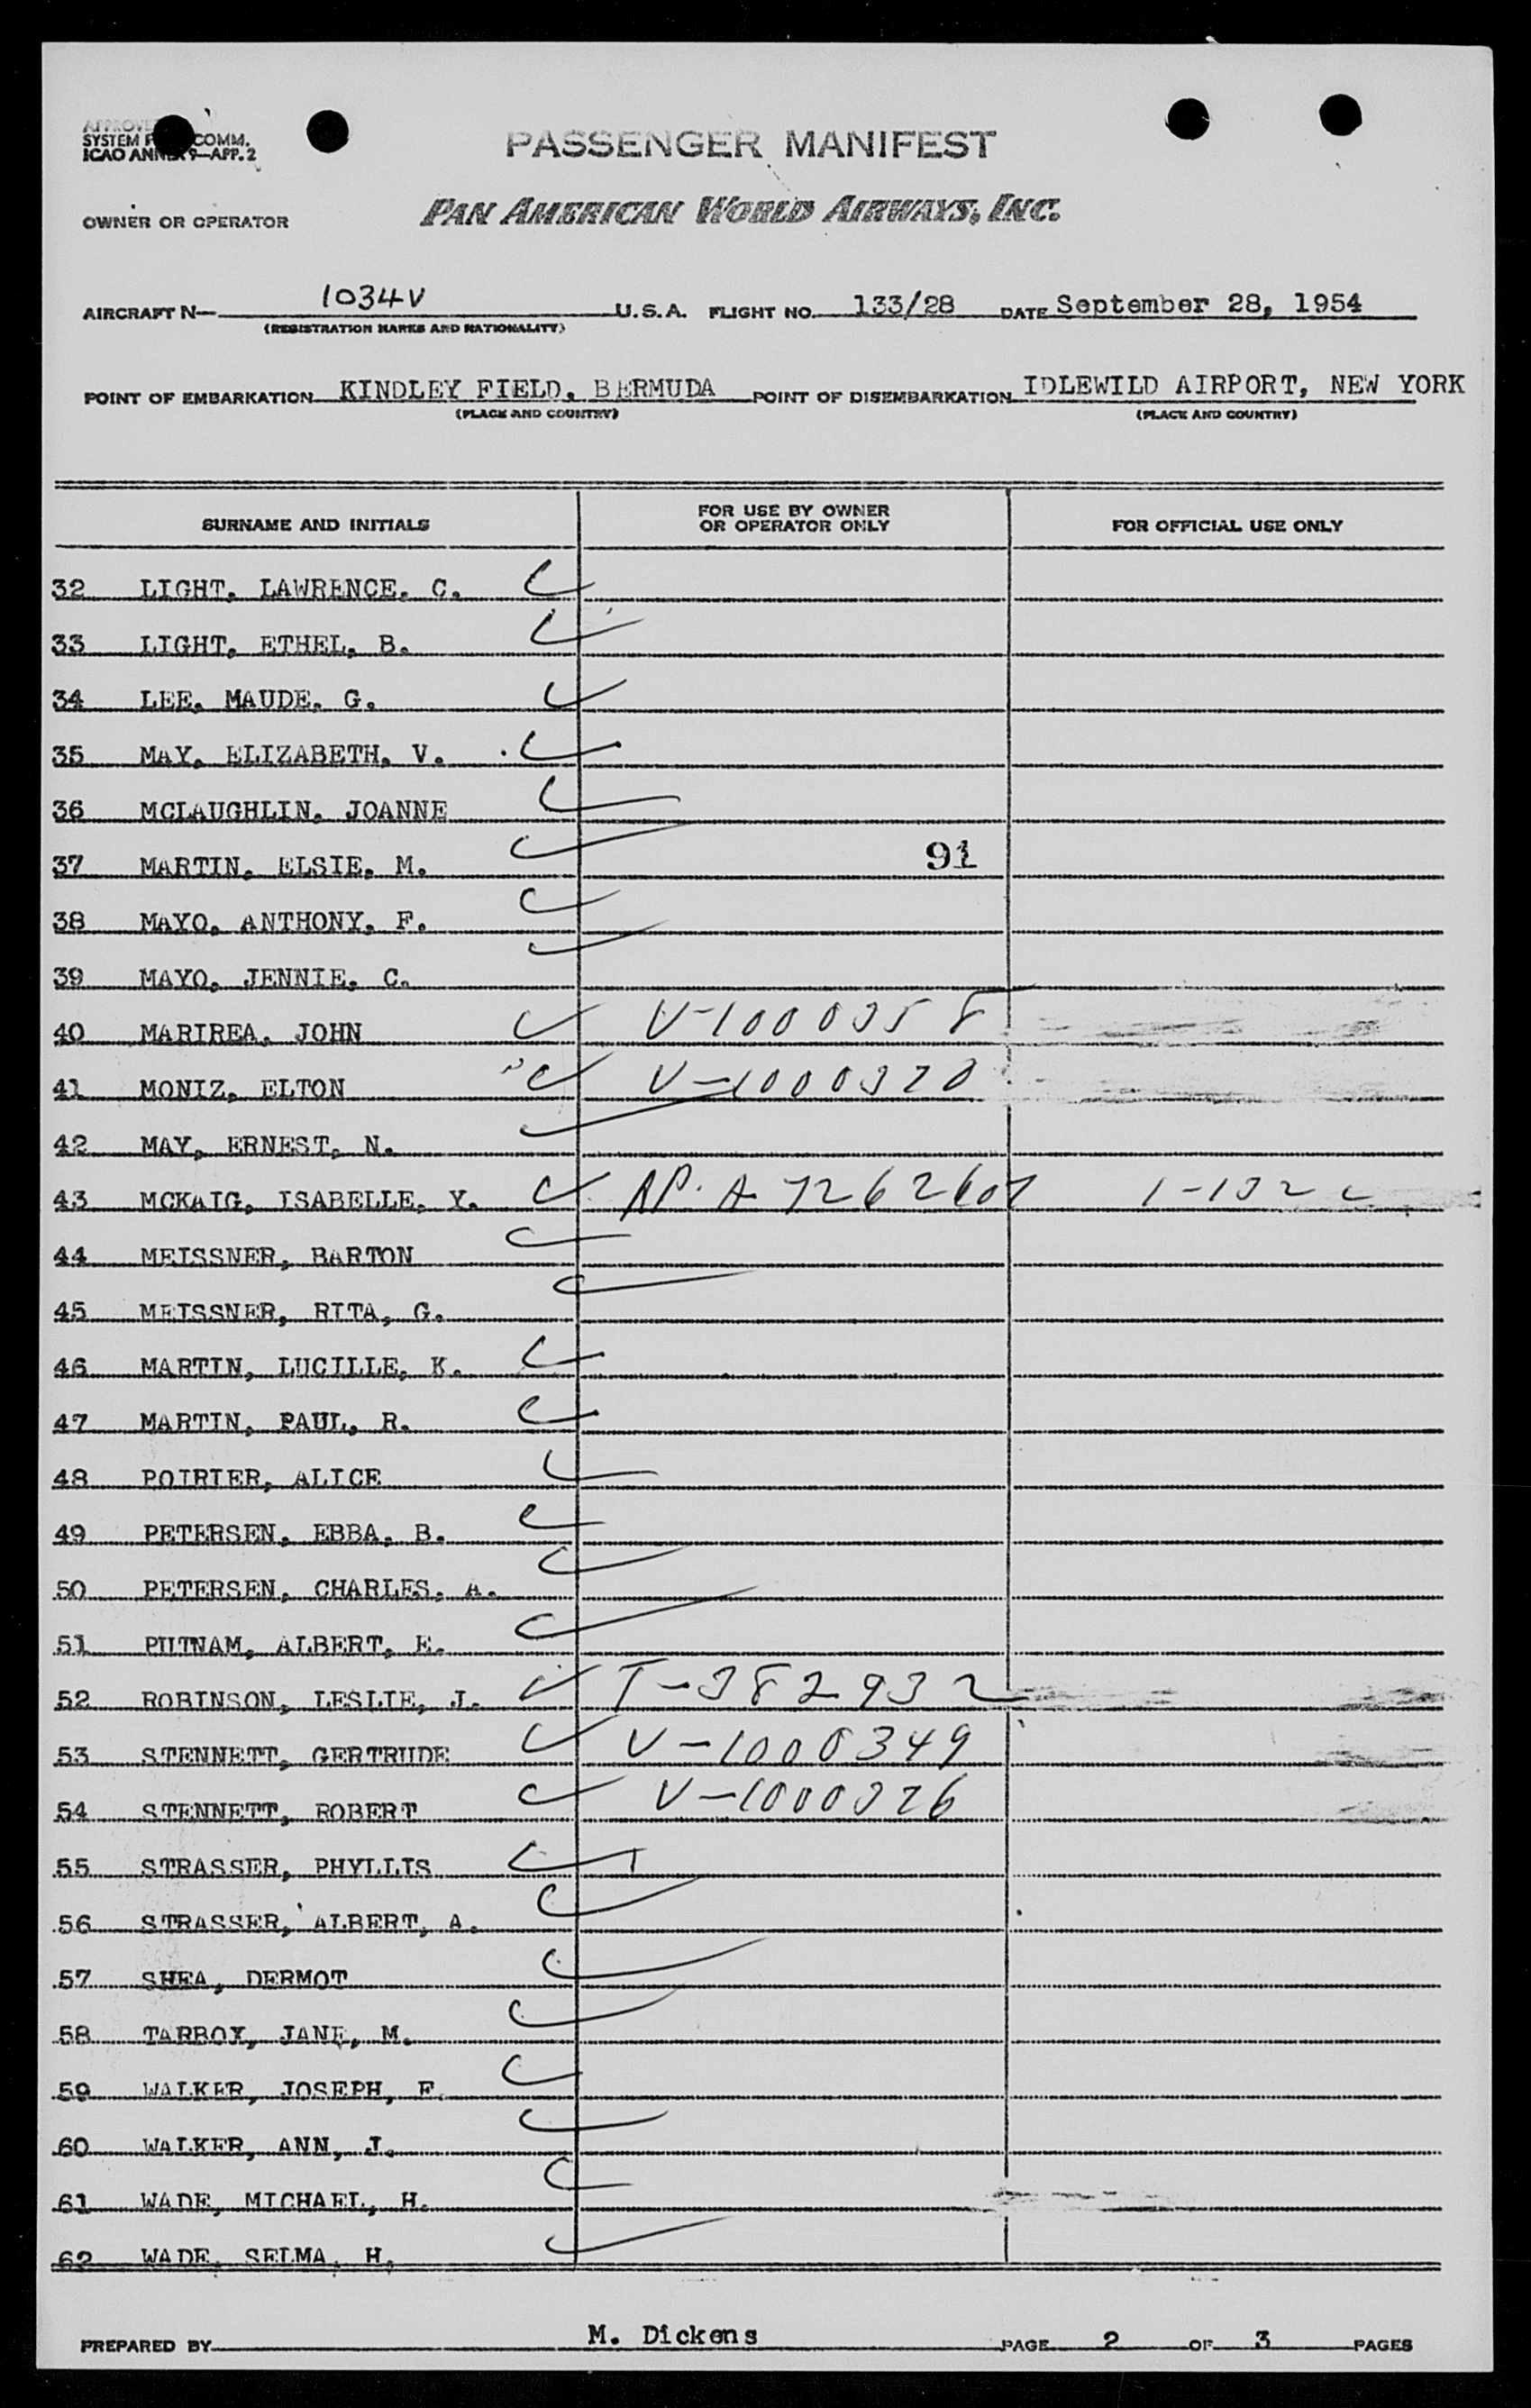 SYSTEM COMM.
ICAO ANNEX 9—APP. 2
PASSENGER MANIFEST
OWNER OR OPERATOR PAN AMERICAN WORLD AIRWAYS, INC.
AIRCRAFT N— 1034V U.S.A. FLIGHT NO. 133/28 DATE September 28, 1954
(REGISTRATION MARKS AND NATIONALITY)
POINT OF EMBARKATION KINDLEY FIELD, BERMUDA POINT OF DISEMBARKATION IDLEWILD AIRPORT, NEW YORK
(PLACE AND COUNTRY) (PLACE AND COUNTRY)
SURNAME AND INITIALS FOR USE BY OWNER OR OPERATOR ONLY FOR OFFICIAL USE ONLY
32 LIGHT, LAWRENCE, C.
33 LIGHT, ETHEL, B.
34 LEE, MAUDE, G.
35 MAY, ELIZABETH, V.
36 MCLAUGHLIN, JOANNE
37 MARTIN, ELSIE, M. 91
38 MAYO, ANTHONY, F.
39 MAYO, JENNIE, C.
40 MARIREA, JOHN V-1000358
41 MONIZ, ELTON V-1000320
42 MAY, ERNEST, N.
43 MCKAIG, ISABELLE, Y. AP. A 7262607
44 MEISSNER, BARTON
45 MEISSNER, RITA, G.
46 MARTIN, LUCILLE, K.
47 MARTIN, PAUL, R.
48 POIRIER, ALICE
49 PETERSEN, EBBA, B.
50 PETERSEN, CHARLES, A.
51 PUTNAM, ALBERT, E.
52 ROBINSON, LESLIE, J. T-382932
53 STENNETT, GERTRUDE V-1000349
54 STENNETT, ROBERT V-1000326
55 STRASSER, PHYLLIS
56 STRASSER, ALBERT, A.
57 SHEA, DERMOT
58 TARBOX, JANE, M.
59 WALKER, JOSEPH, F.
60 WALKER, ANN, J.
61 WADE, MICHAEL, H.
62 WADE, SELMA, H.
PREPARED BY M. Dickens PAGE 2 OF 3 PAGES